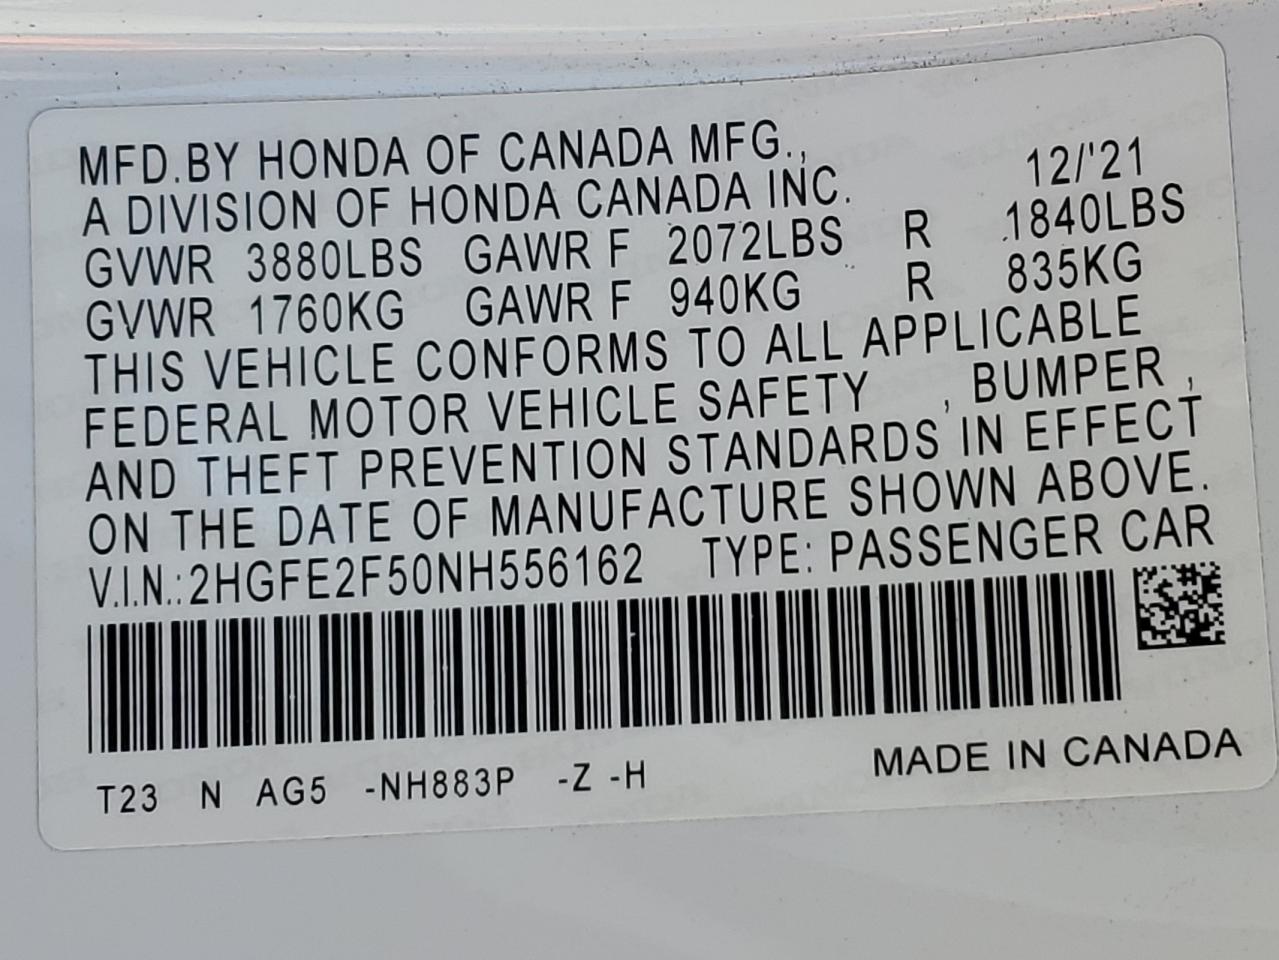 MFD.BY HONDA OF CANADA MFG.,
A DIVISION OF HONDA CANADA INC. 12/'21
GVWR 3880LBS GAWR F 2072LBS R 1840LBS
GVWR 1760KG GAWR F 940KG R 835KG
THIS VEHICLE CONFORMS TO ALL APPLICABLE
FEDERAL MOTOR VEHICLE SAFETY , BUMPER ,
AND THEFT PREVENTION STANDARDS IN EFFECT
ON THE DATE OF MANUFACTURE SHOWN ABOVE.
V.I.N.:2HGFE2F50NH556162 TYPE: PASSENGER CAR
T23 N AG5 -NH883P -Z -H MADE IN CANADA